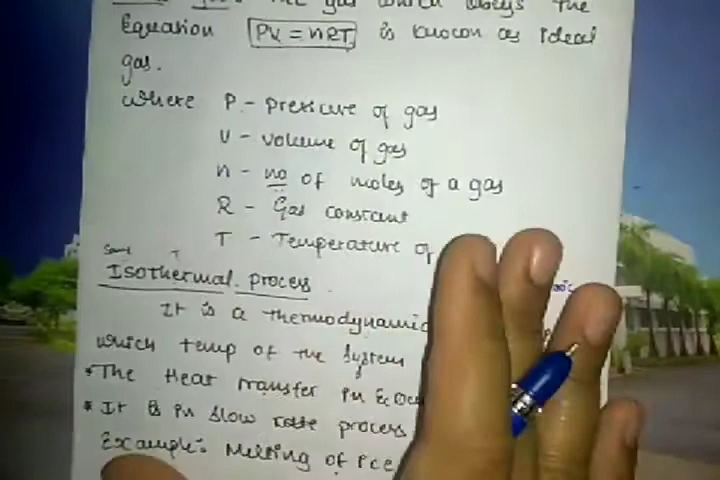 gas which obeys the
Equation PV = nRT is known as ideal
gas.
where P - pressure of gas
V - volume of gas
n - no of moles of a gas
R - Gas constant
T - Temperature of
Same T
Isothermal process
It is a thermodynamic
which temp of the system
* The Heat transfer in
* It is in slow rate process
Example: Melting of ice